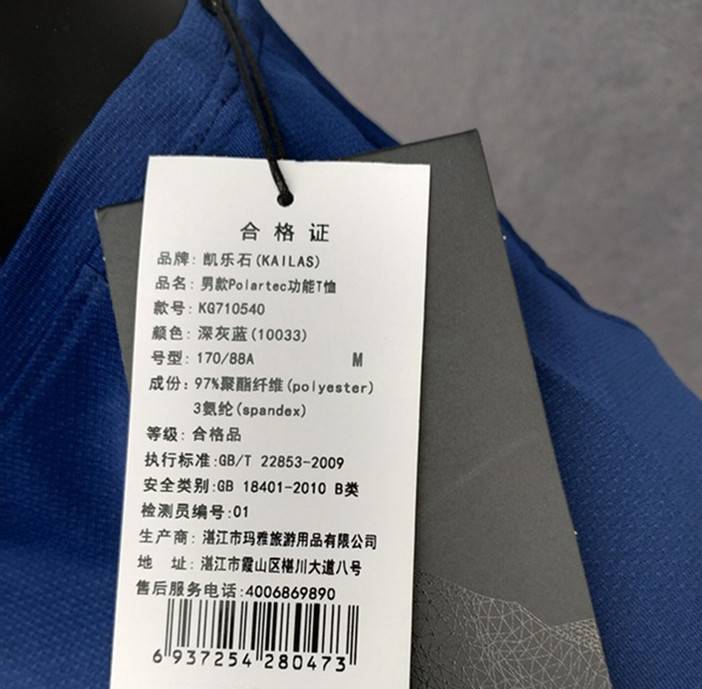 合格证
品牌: 凯乐石(KAILAS)
品名: 男款Polartec功能T恤
款号: KG710540
颜色: 深灰蓝(10033)
号型: 170/88A M
成份: 97%聚酯纤维(polyester)
3氨纶(spandex)
等级: 合格品
执行标准:GB/T 22853-2009
安全类别:GB 18401-2010 B类
检测员编号:01
生产商: 湛江市玛雅旅游用品有限公司
地 址: 湛江市霞山区椹川大道八号
售后服务电话:4006869890
6 937254 280473